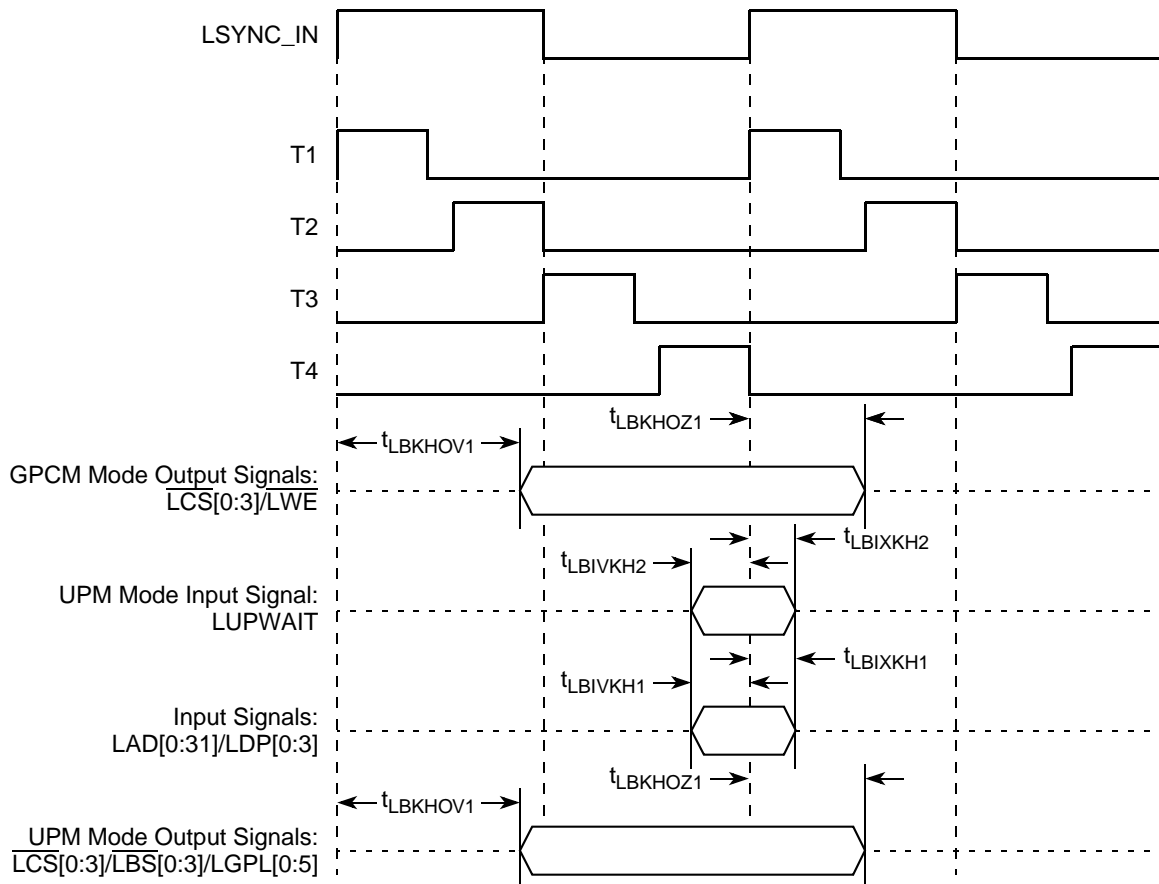 LSYNC_IN
T1
T2
T3
T4
tLBKHOZ1
tLBKHOV1
GPCM Mode Output Signals:
LCS[0:3]/LWE
tLBIXKH2
tLBIVKH2
UPM Mode Input Signal:
LUPWAIT
tLBIXKH1
tLBIVKH1
Input Signals:
LAD[0:31]/LDP[0:3]
tLBKHOZ1
tLBKHOV1
UPM Mode Output Signals:
LCS[0:3]/LBS[0:3]/LGPL[0:5]